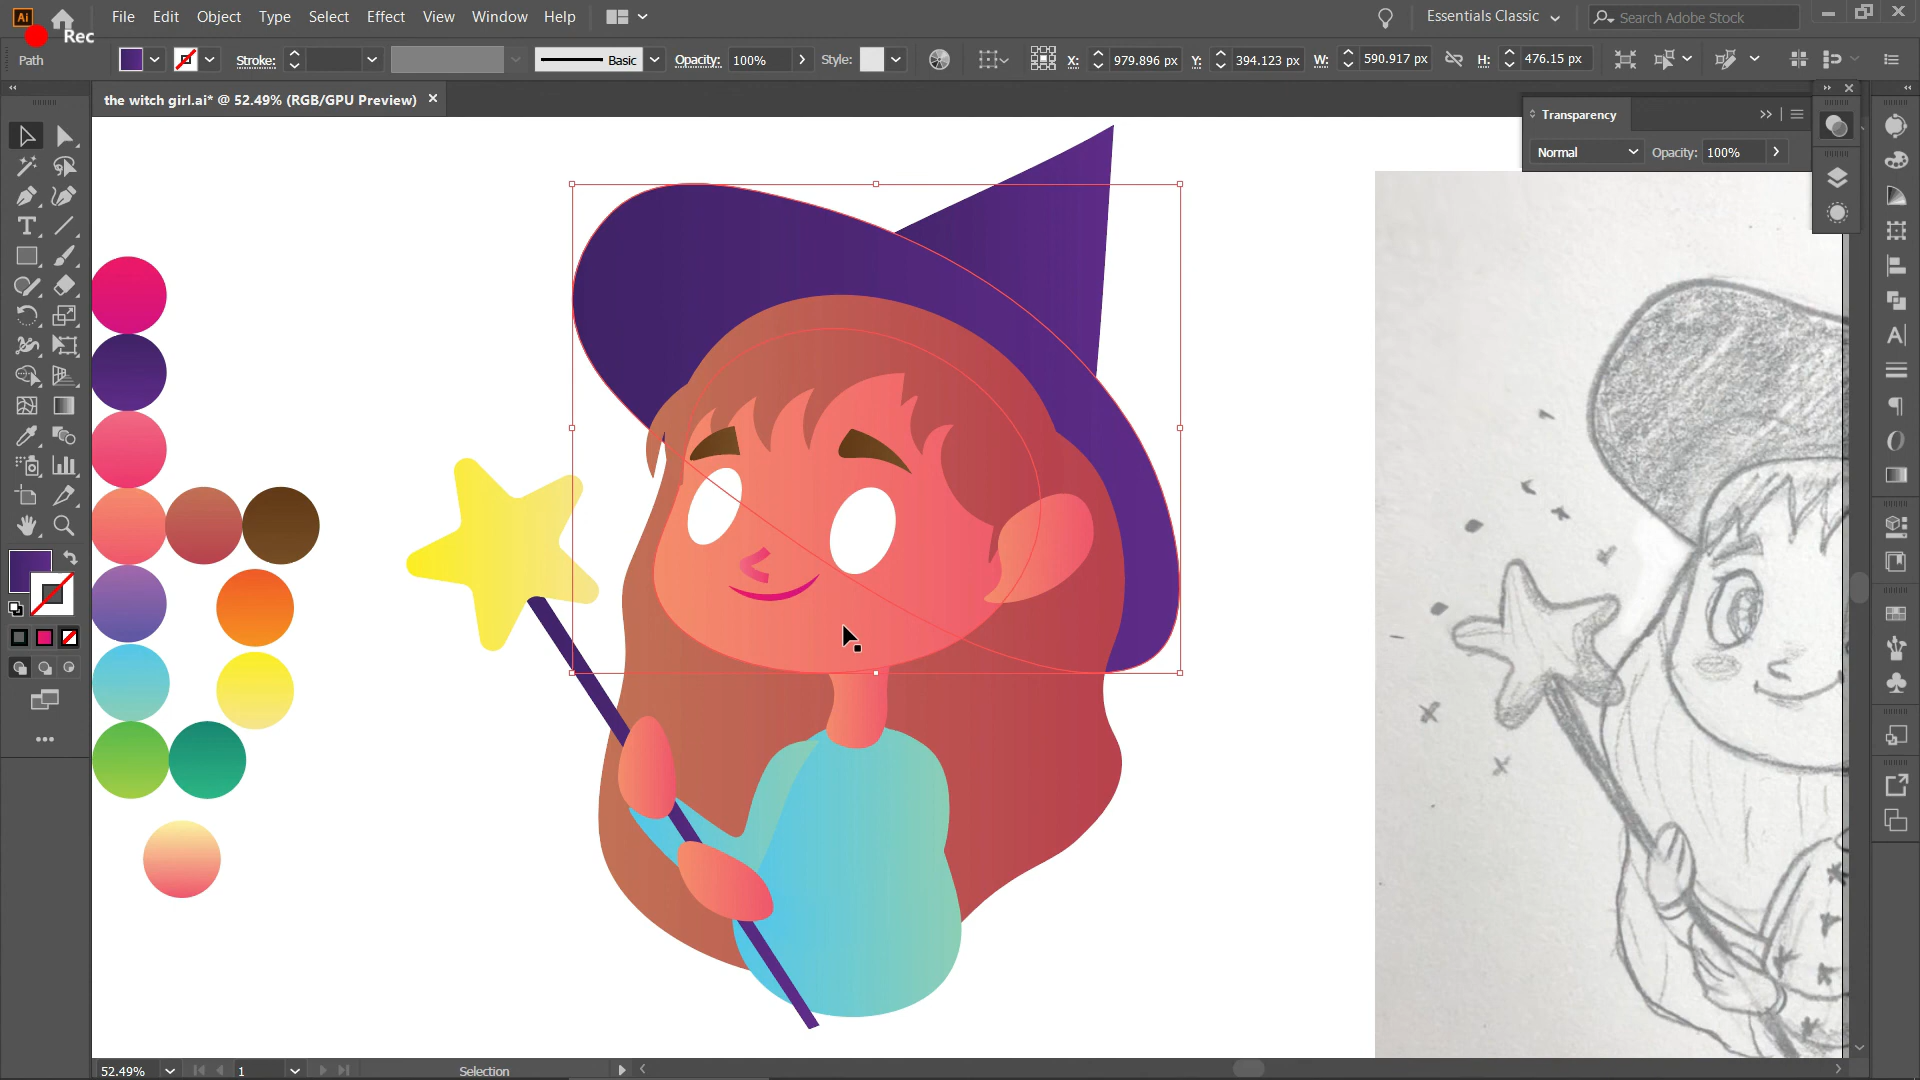 Ai
File Edit Object Type Select Effect View Window Help
Essentials Classic
Search Adobe Stock
Rec
Path
Stroke:
Basic
Opacity: 100%
Style:
X: 979.896 px
Y: 394.123 px
W: 590.917 px
H: 476.15 px
the witch girl.ai* @ 52.49% (RGB/GPU Preview)
Transparency
Normal
Opacity: 100%
52.49%
1
Selection